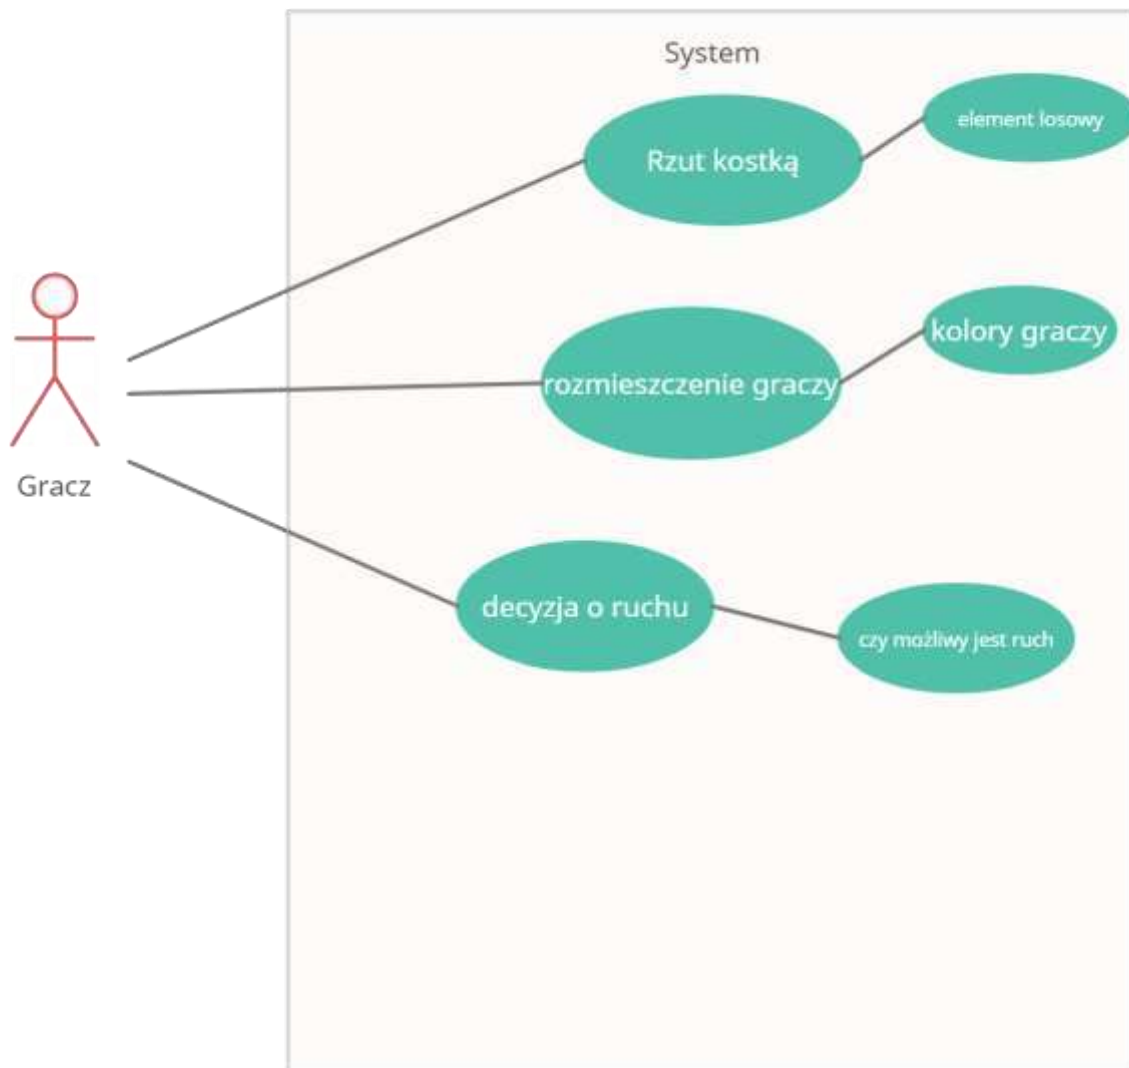 System
element losowy
Rzut kostką
kolory graczy
rozmieszczenie graczy
Gracz
decyzja o ruchu
czy możliwy jest ruch